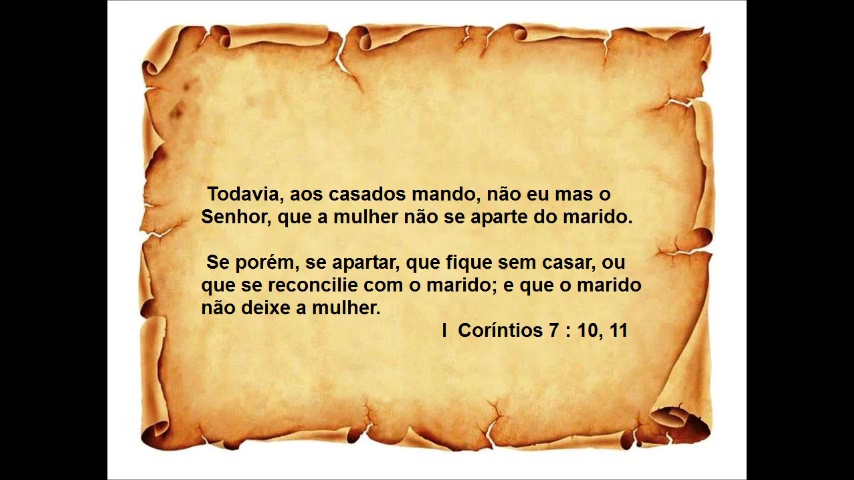 Todavia, aos casados mando, não eu mas o
Senhor, que a mulher não se aparte do marido.
Se porém, se apartar, que fique sem casar, ou
que se reconcilie com o marido; e que o marido
não deixe a mulher.
I Coríntios 7 : 10, 11